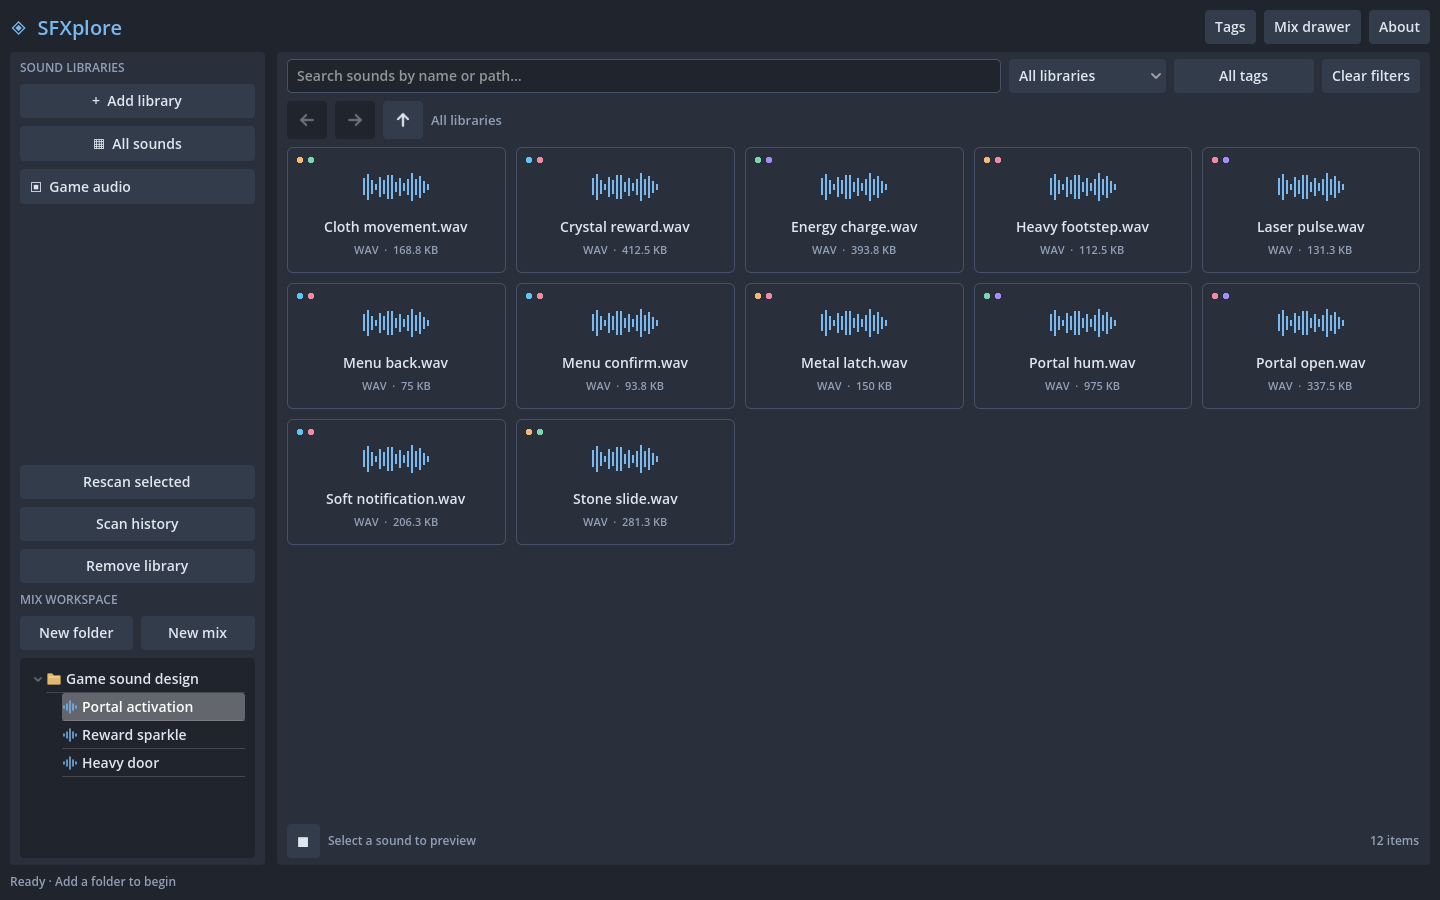 SFXplore
Tags
Mix drawer
About
SOUND LIBRARIES
+ Add library
All sounds
Game audio
Rescan selected
Scan history
Remove library
MIX WORKSPACE
New folder
New mix
Game sound design
Portal activation
Reward sparkle
Heavy door
Search sounds by name or path...
All libraries
All tags
Clear filters
All libraries
Cloth movement.wav
WAV · 168.8 KB
Crystal reward.wav
WAV · 412.5 KB
Energy charge.wav
WAV · 393.8 KB
Heavy footstep.wav
WAV · 112.5 KB
Laser pulse.wav
WAV · 131.3 KB
Menu back.wav
WAV · 75 KB
Menu confirm.wav
WAV · 93.8 KB
Metal latch.wav
WAV · 150 KB
Portal hum.wav
WAV · 975 KB
Portal open.wav
WAV · 337.5 KB
Soft notification.wav
WAV · 206.3 KB
Stone slide.wav
WAV · 281.3 KB
Select a sound to preview
12 items
Ready · Add a folder to begin